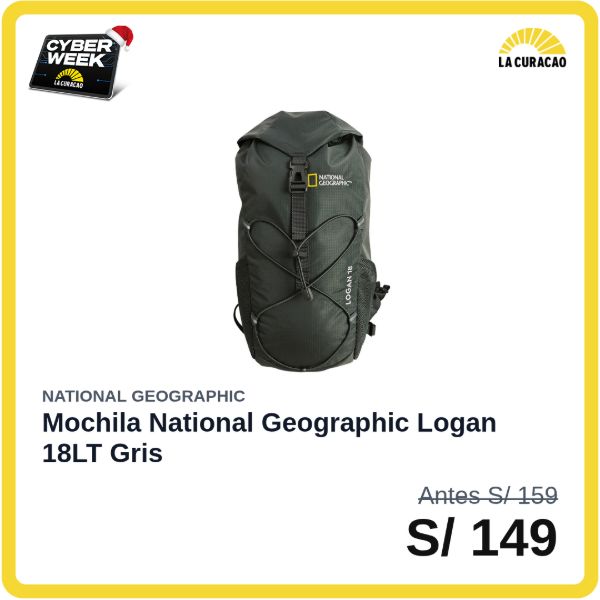 CYBER
WEEK
LA CURACAO
LA CURACAO
NATIONAL
GEOGRAPHIC
LOGAN 18
NATIONAL GEOGRAPHIC
Mochila National Geographic Logan
18LT Gris
Antes S/ 159
S/ 149